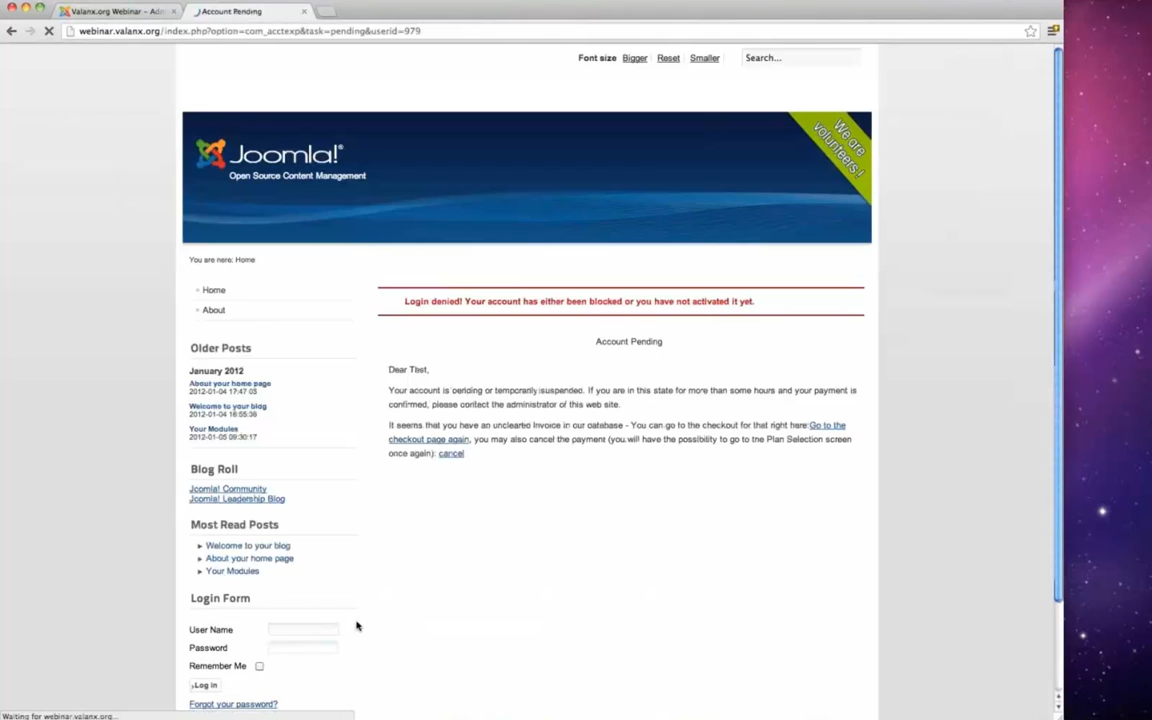 Valanx.org Webinar – Adm
Account Pending
webinar.valanx.org/index.php?option=com_acctexp&task=pending&userid=979
Font size Bigger Reset Smaller
Search...
Joomla!®
Open Source Content Management
We are
volunteers!
You are here: Home
Home
About
Older Posts
January 2012
About your home page
2012-01-04 17:47:03
Welcome to your blog
2012-01-04 16:55:36
Your Modules
2012-01-05 09:30:17
Blog Roll
Joomla! Community
Joomla! Leadership Blog
Most Read Posts
Welcome to your blog
About your home page
Your Modules
Login Form
User Name
Password
Remember Me
Log in
Forgot your password?
Login denied! Your account has either been blocked or you have not activated it yet.
Account Pending
Dear Test,
Your account is pending or temporarily suspended. If you are in this state for more than some hours and your payment is
confirmed, please contact the administrator of this web site.
It seems that you have an uncleared invoice in our database - You can go to the checkout for that right here:Go to the
checkout page again, you may also cancel the payment (you will have the possibility to go to the Plan Selection screen
once again): cancel
Waiting for webinar.valanx.org...